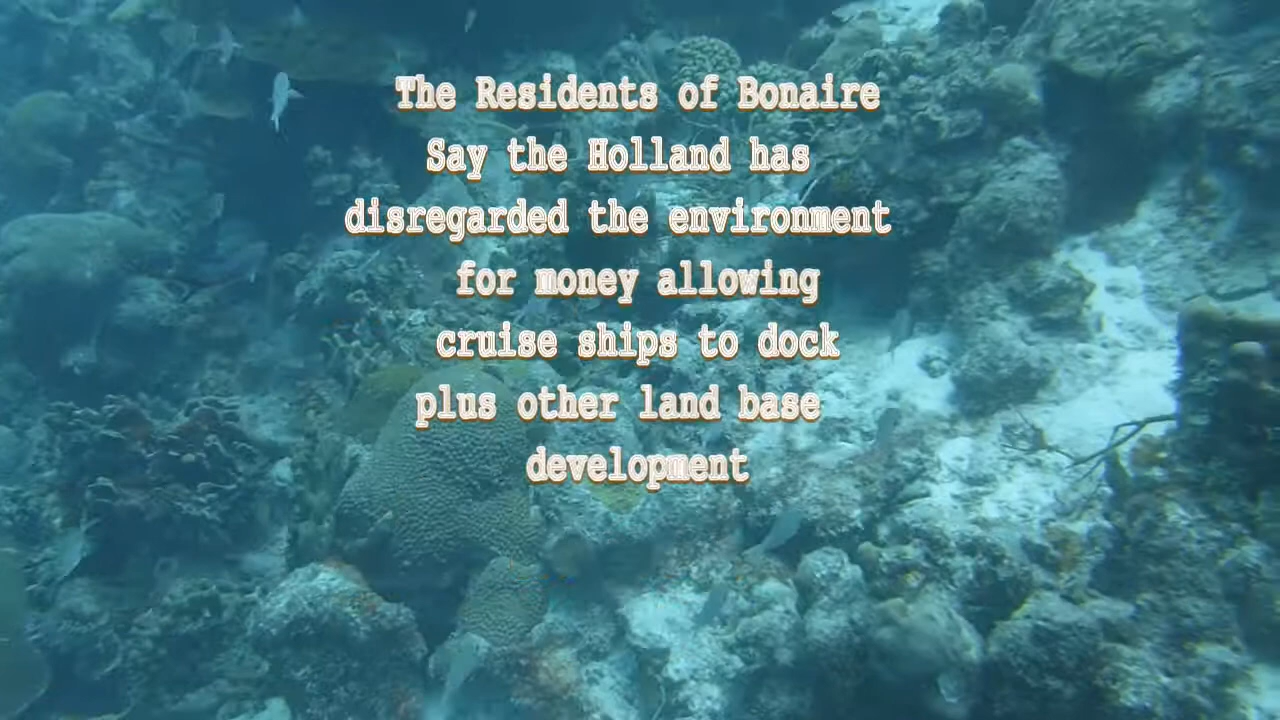 The Residents of Bonaire
Say the Holland has
disregarded the environment
for money allowing
cruise ships to dock
plus other land base
development